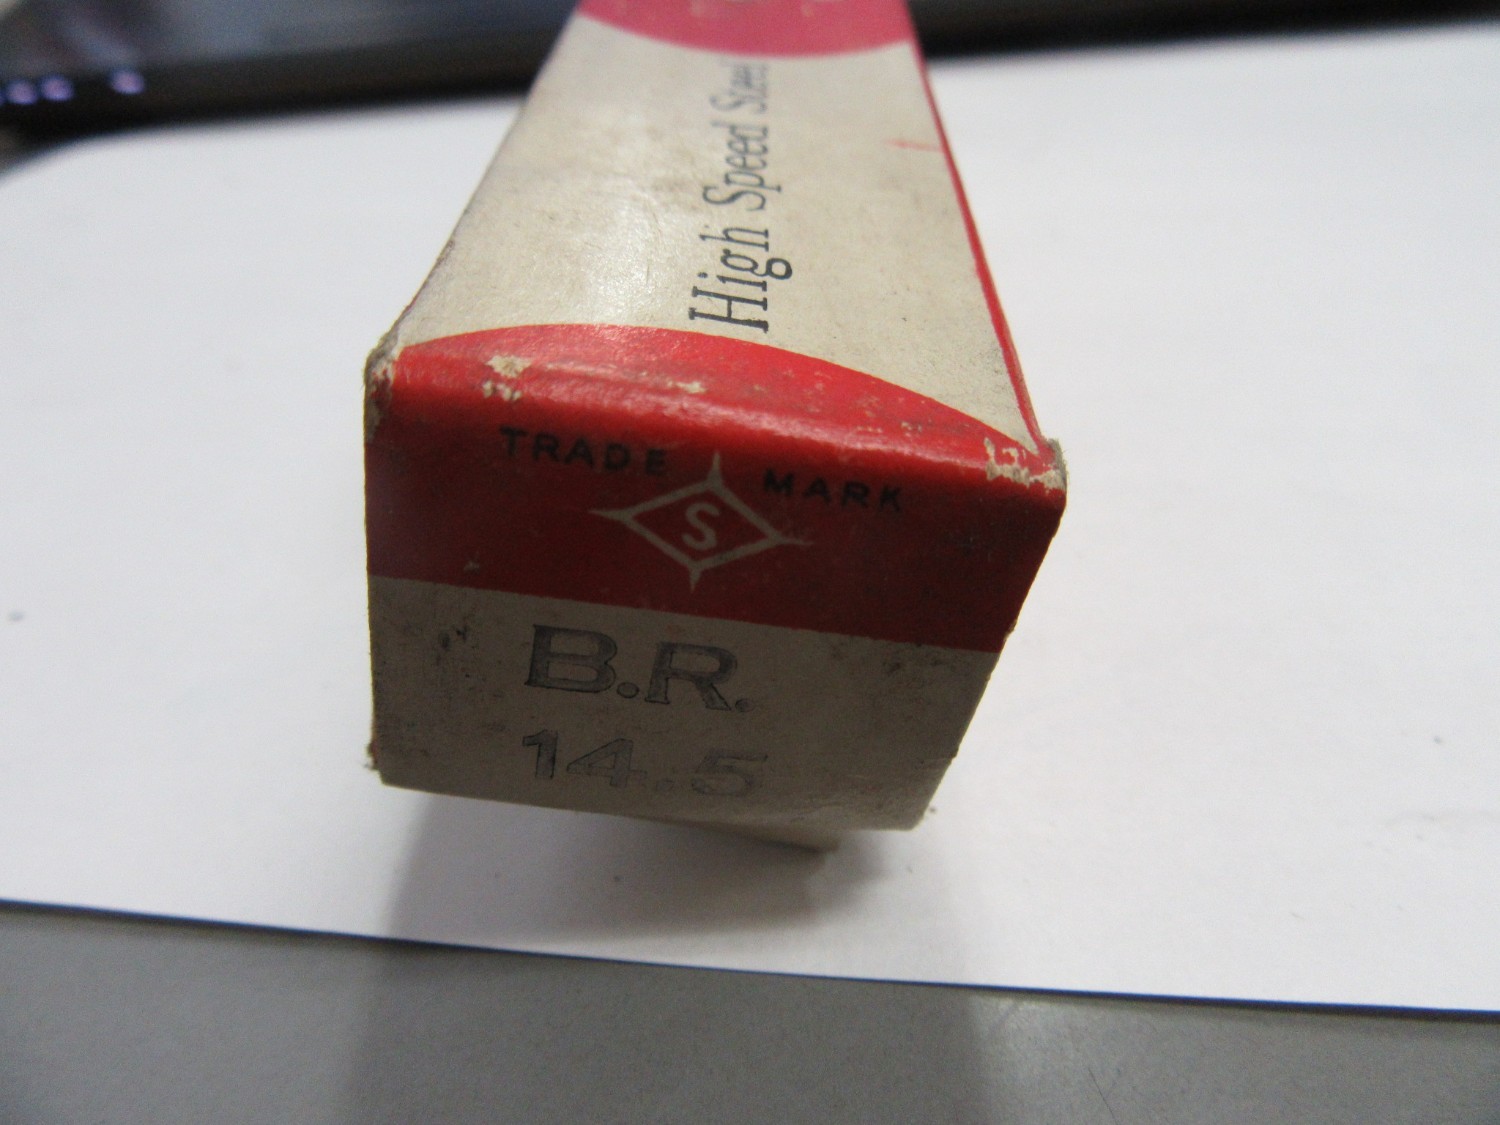 High Speed Steel
TRADE MARK
S
B.R.
14.5